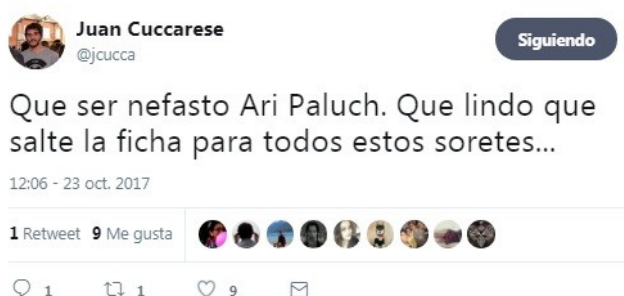 Juan Cuccarese
@jcucca
Siguiendo
Que ser nefasto Ari Paluch. Que lindo que
salte la ficha para todos estos soretes...
12:06 - 23 oct. 2017
1 Retweet 9 Me gusta
1 1 9